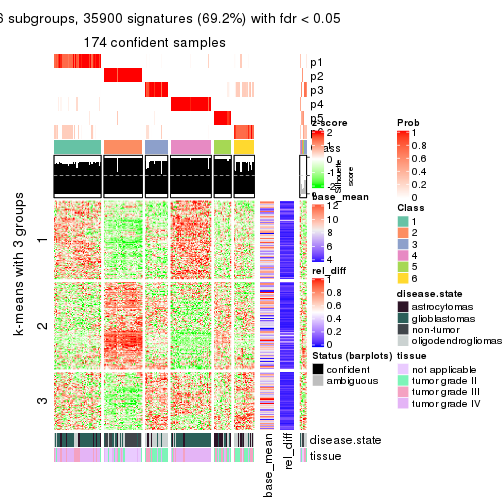 6 subgroups, 35900 signatures (69.2%) with fdr < 0.05
174 confident samples
p1
p2
p3
p4
p5
z-score
2
0
-2
Silhouette
score
base_mean
12
10
8
6
4
rel_diff
1
0.8
0.6
0.4
0.2
0
Status (barplots)
confident
ambiguous
Prob
1
0.8
0.6
0.4
0.2
0
Class
1
2
3
4
5
6
disease.state
astrocytomas
glioblastomas
non-tumor
oligodendrogliomas
tissue
not applicable
tumor grade II
tumor grade III
tumor grade IV
k-means with 3 groups
1
2
3
disease.state
tissue
base_mean
rel_diff